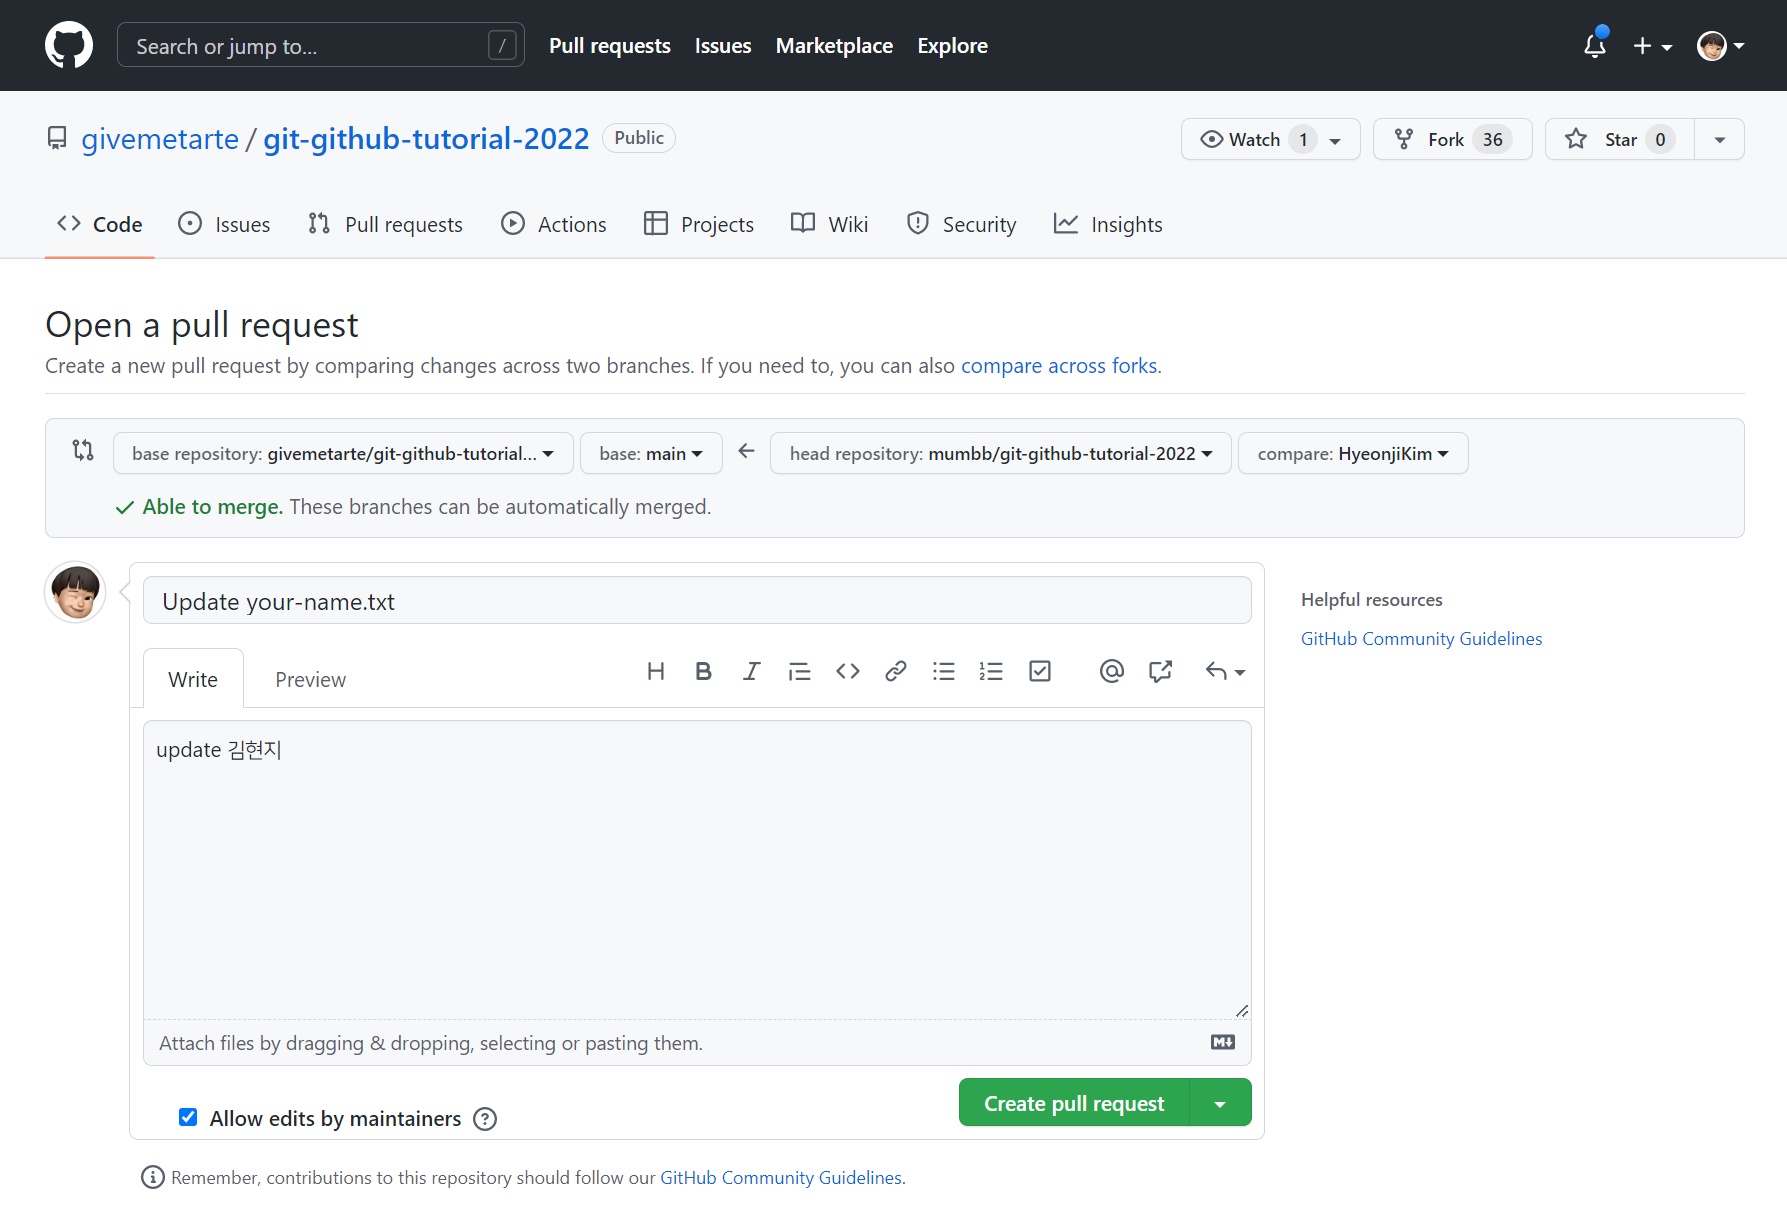 Search or jump to... /
Pull requests Issues Marketplace Explore
givemetarte / git-github-tutorial-2022 Public
Watch 1
Fork 36
Star 0
Code Issues Pull requests Actions Projects Wiki Security Insights
Open a pull request
Create a new pull request by comparing changes across two branches. If you need to, you can also compare across forks.
base repository: givemetarte/git-github-tutorial... base: main head repository: mumbb/git-github-tutorial-2022 compare: HyeonjiKim
Able to merge. These branches can be automatically merged.
Update your-name.txt
Write Preview
update 김현지
Attach files by dragging & dropping, selecting or pasting them.
Allow edits by maintainers
Create pull request
Remember, contributions to this repository should follow our GitHub Community Guidelines.
Helpful resources
GitHub Community Guidelines